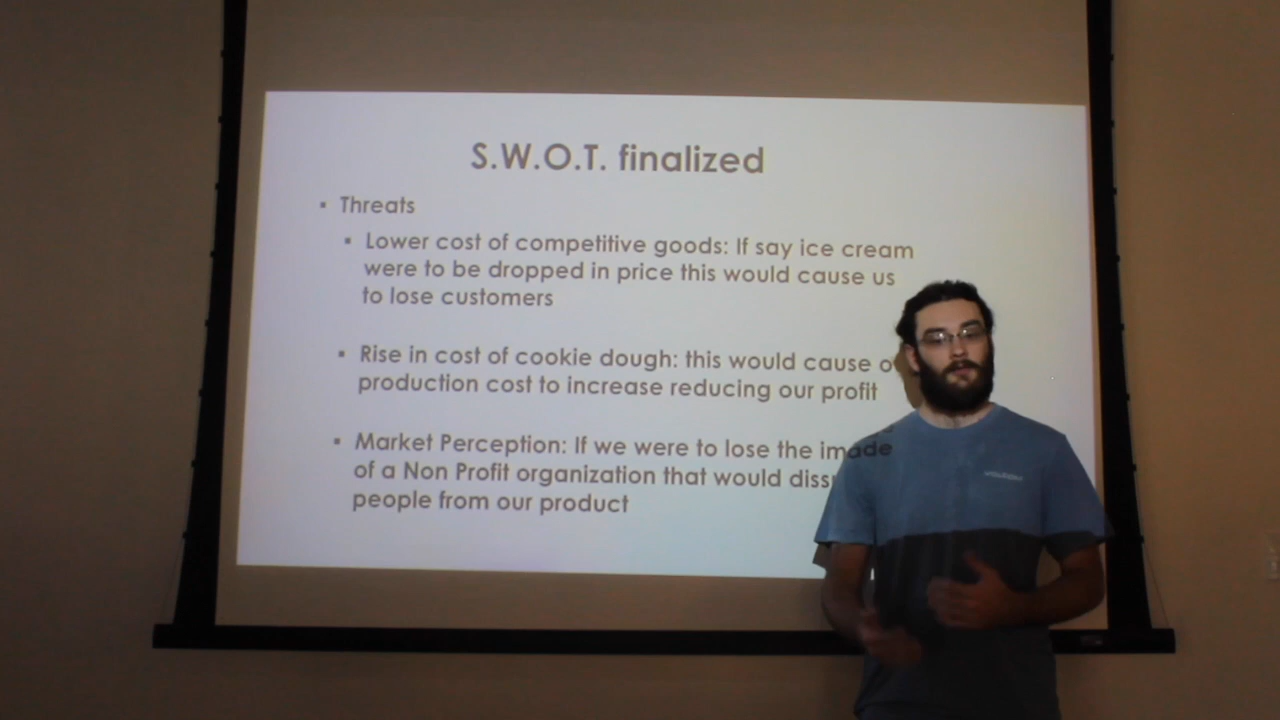 S.W.O.T. finalized
▪ Threats
▪ Lower cost of competitive goods: If say ice cream
were to be dropped in price this would cause us
to lose customers
▪ Rise in cost of cookie dough: this would cause
production cost to increase reducing our profit
▪ Market Perception: If we were to lose the
of a Non Profit organization that would
people from our product